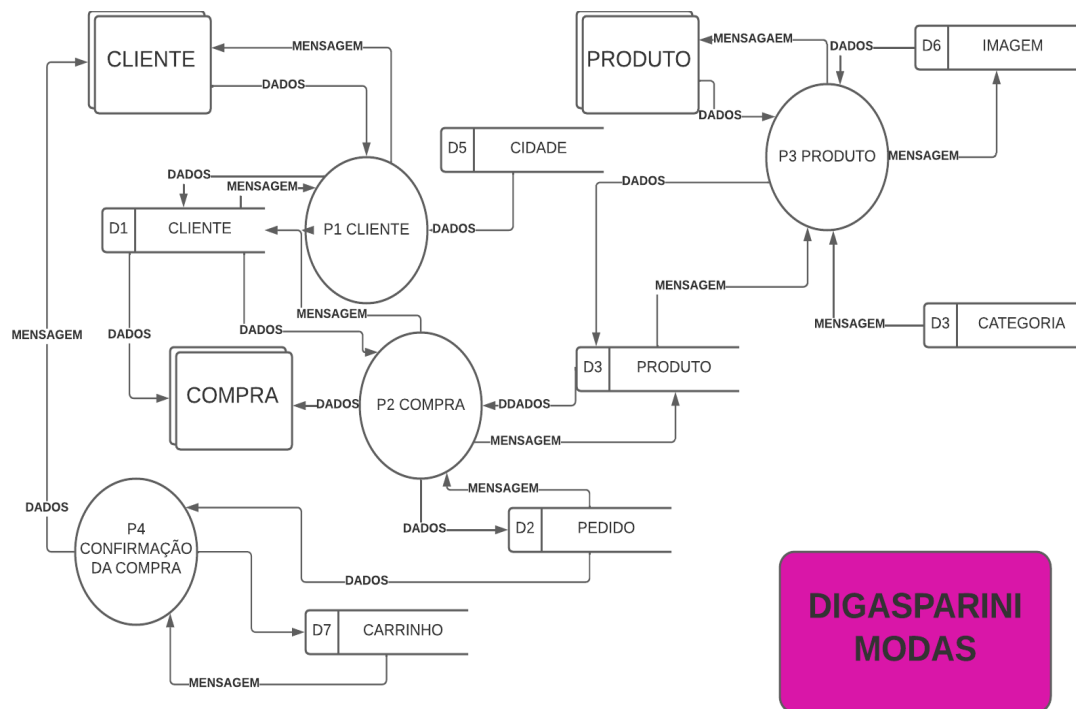 CLIENTE
MENSAGEM
DADOS
PRODUTO
MENSAGAEM
DADOS
DADOS
D6
IMAGEM
MENSAGEM
P3 PRODUTO
D5
CIDADE
DADOS
DADOS
MENSAGEM
D1
CLIENTE
P1 CLIENTE
DADOS
MENSAGEM
MENSAGEM
MENSAGEM
DADOS
DADOS
MENSAGEM
D3
CATEGORIA
D3
PRODUTO
COMPRA
DADOS
P2 COMPRA
DDADOS
MENSAGEM
MENSAGEM
DADOS
D2
PEDIDO
DADOS
P4
CONFIRMAÇÃO
DA COMPRA
DADOS
D7
CARRINHO
MENSAGEM
DIGASPARINI
MODAS